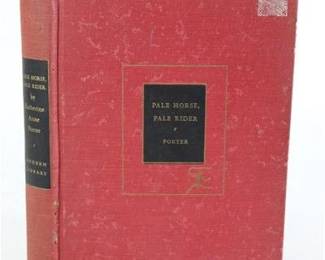 PALE HORSE,
PALE RIDER
by
Katherine
Anne
Porter
MODERN
LIBRARY
PALE HORSE,
PALE RIDER
PORTER